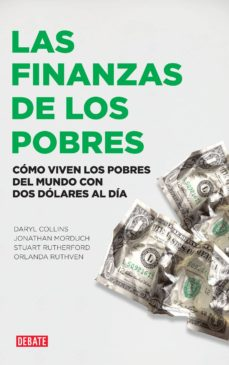 LAS
FINANZAS
DE LOS
POBRES
CÓMO VIVEN LOS POBRES
DEL MUNDO CON
DOS DÓLARES AL DÍA
DARYL COLLINS
JONATHAN MORDUCH
STUART RUTHERFORD
ORLANDA RUTHVEN
DEBATE